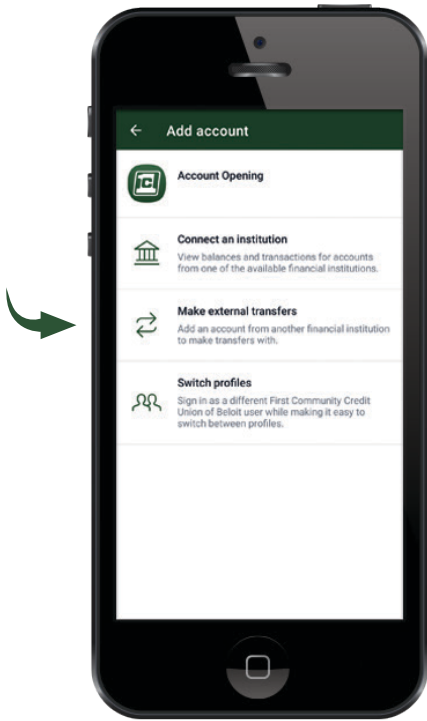 Add account
Account Opening
Connect an institution
View balances and transactions for accounts
from one of the available financial institutions.
Make external transfers
Add an account from another financial institution
to make transfers with.
Switch profiles
Sign in as a different First Community Credit
Union of Beloit user while making it easy to
switch between profiles.